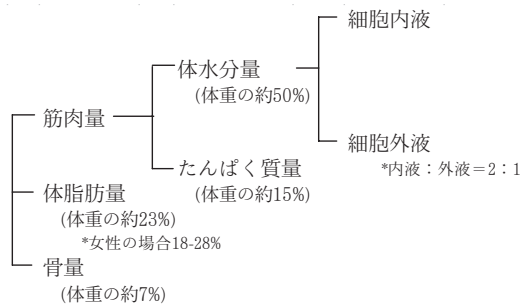 細胞内液
体水分量
(体重の約50%)
筋肉量
細胞外液
*内液：外液＝2：1
たんぱく質量
(体重の約15%)
体脂肪量
(体重の約23%)
*女性の場合18-28%
骨量
(体重の約7%)